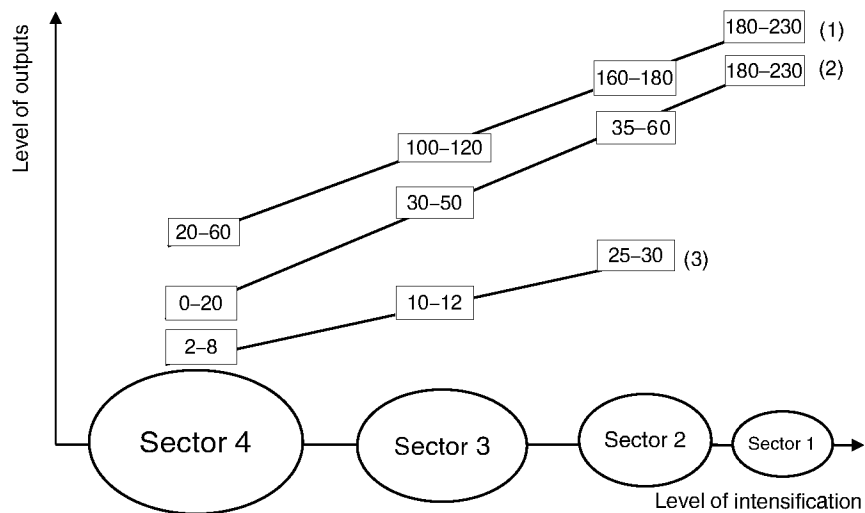 Level of outputs
180–230 (1)
180–230 (2)
160–180
35–60
100–120
30–50
20–60
25–30 (3)
0–20
10–12
2–8
Sector 4
Sector 3
Sector 2
Sector 1
Level of intensification